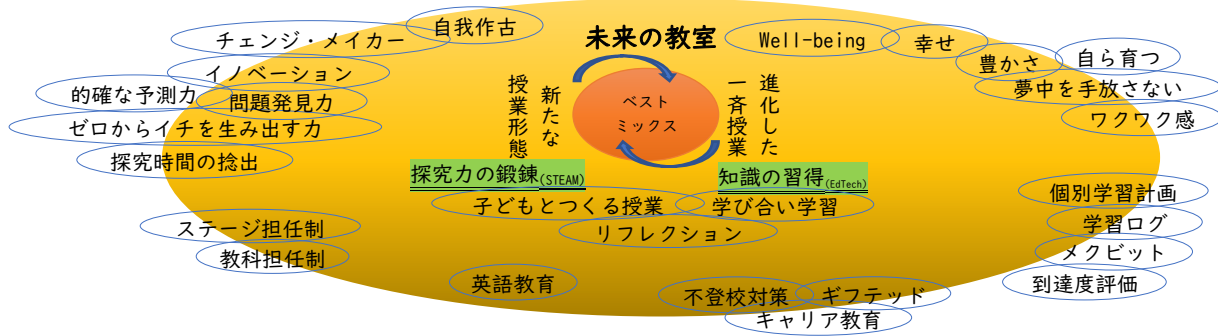 自我作古
チェンジ・メイカー
イノベーション
的確な予測力
問題発見力
ゼロからイチを生み出す力
探究時間の捻出
未来の教室
Well-being
幸せ
豊かさ
自ら育つ
夢中を手放さない
ワクワク感
新たな
授業形態
ベスト
ミックス
進化した
一斉授業
探究力の鍛錬(STEAM)
知識の習得(EdTech)
子どもとつくる授業
学び合い学習
リフレクション
ステージ担任制
教科担任制
英語教育
不登校対策
ギフテッド
キャリア教育
個別学習計画
学習ログ
メクビット
到達度評価